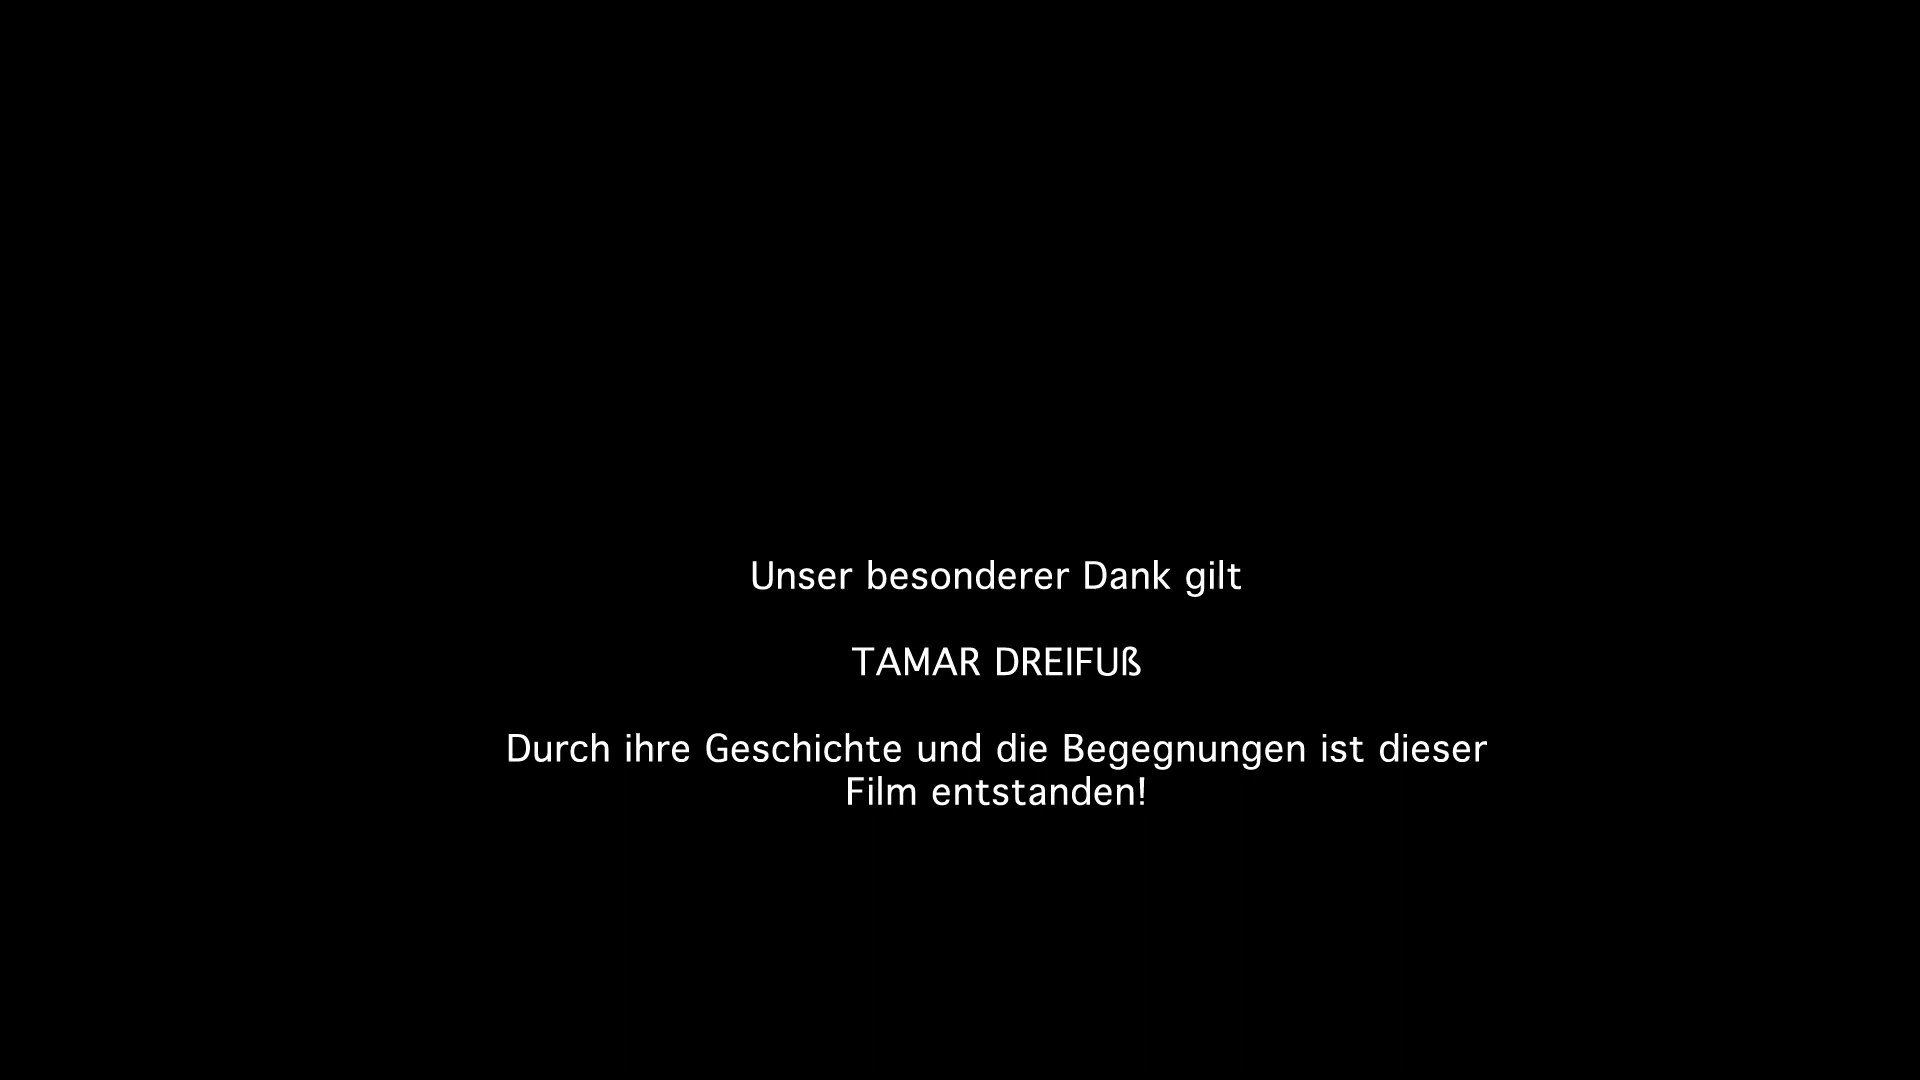 Unser besonderer Dank gilt
TAMAR DREIFUß
Durch ihre Geschichte und die Begegnungen ist dieser
Film entstanden!